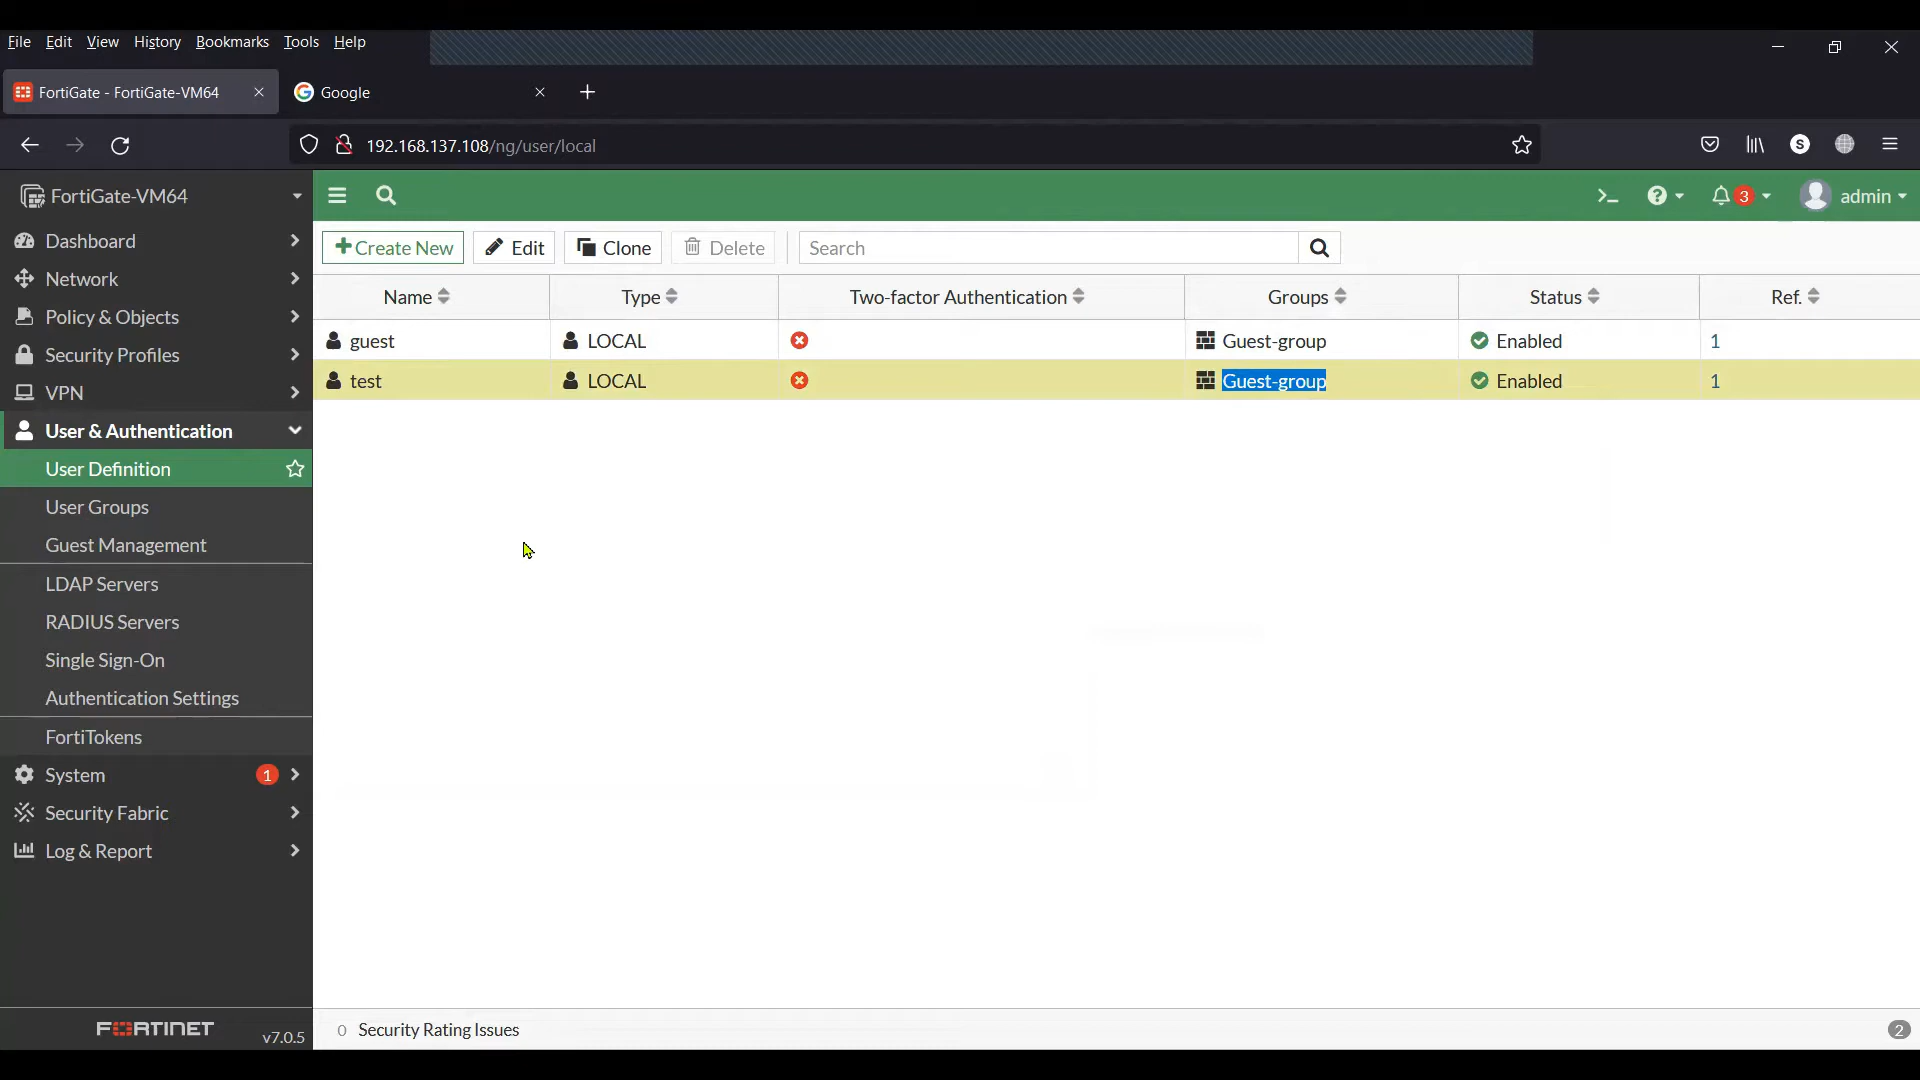 File Edit View History Bookmarks Tools Help
FortiGate - FortiGate-VM64
Google
192.168.137.108/ng/user/local
S
FortiGate-VM64
3
admin
Dashboard
Network
Policy & Objects
Security Profiles
VPN
User & Authentication
User Definition
User Groups
Guest Management
LDAP Servers
RADIUS Servers
Single Sign-On
Authentication Settings
FortiTokens
System 1
Security Fabric
Log & Report
FORTINET v7.0.5
Create New Edit Clone Delete Search
Name Type Two-factor Authentication Groups Status Ref.
guest LOCAL Guest-group Enabled 1
test LOCAL Guest-group Enabled 1
0 Security Rating Issues 2